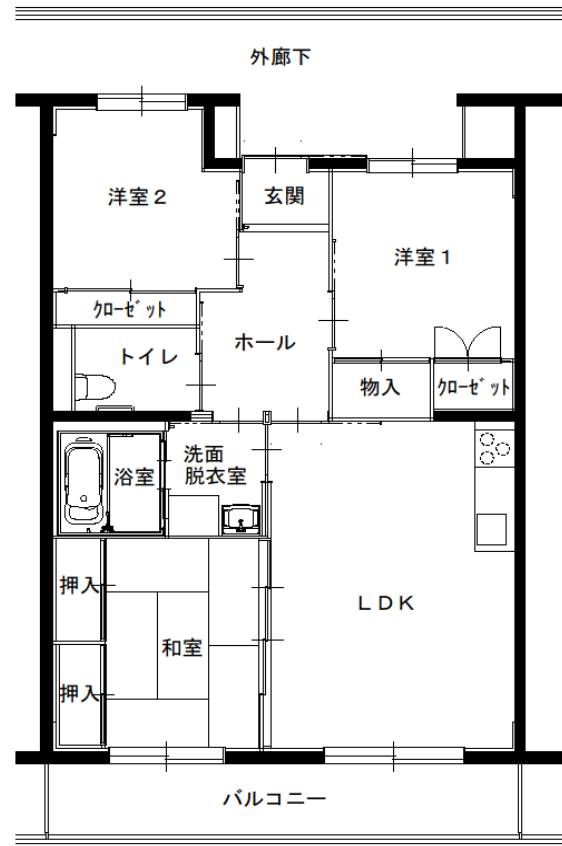 外廊下
洋室２
玄関
洋室１
ｸﾛｰｾﾞｯﾄ
ホール
トイレ
物入
ｸﾛｰｾﾞｯﾄ
洗面
脱衣室
浴室
押入
ＬＤＫ
和室
押入
バルコニー